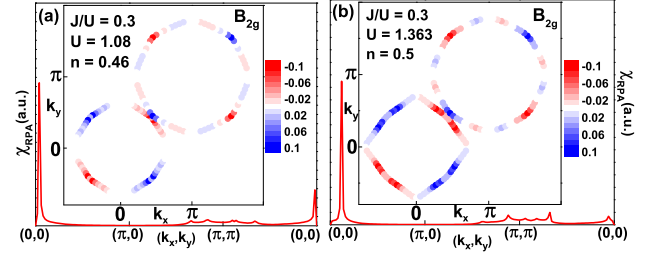 (a)
J/U = 0.3
U = 1.08
n = 0.46
B2g
-0.1
-0.06
-0.02
0.02
0.06
0.1
π
ky
0
0
kx
π
χRPA(a.u.)
(0,0)
(π,0)
(kx,ky)
(π,π)
(0,0)
(b)
J/U = 0.3
U = 1.363
n = 0.5
B2g
-0.1
-0.06
-0.02
0.02
0.06
0.1
π
ky
0
0
kx
π
χRPA(a.u.)
(0,0)
(π,0)
(kx,ky)
(π,π)
(0,0)